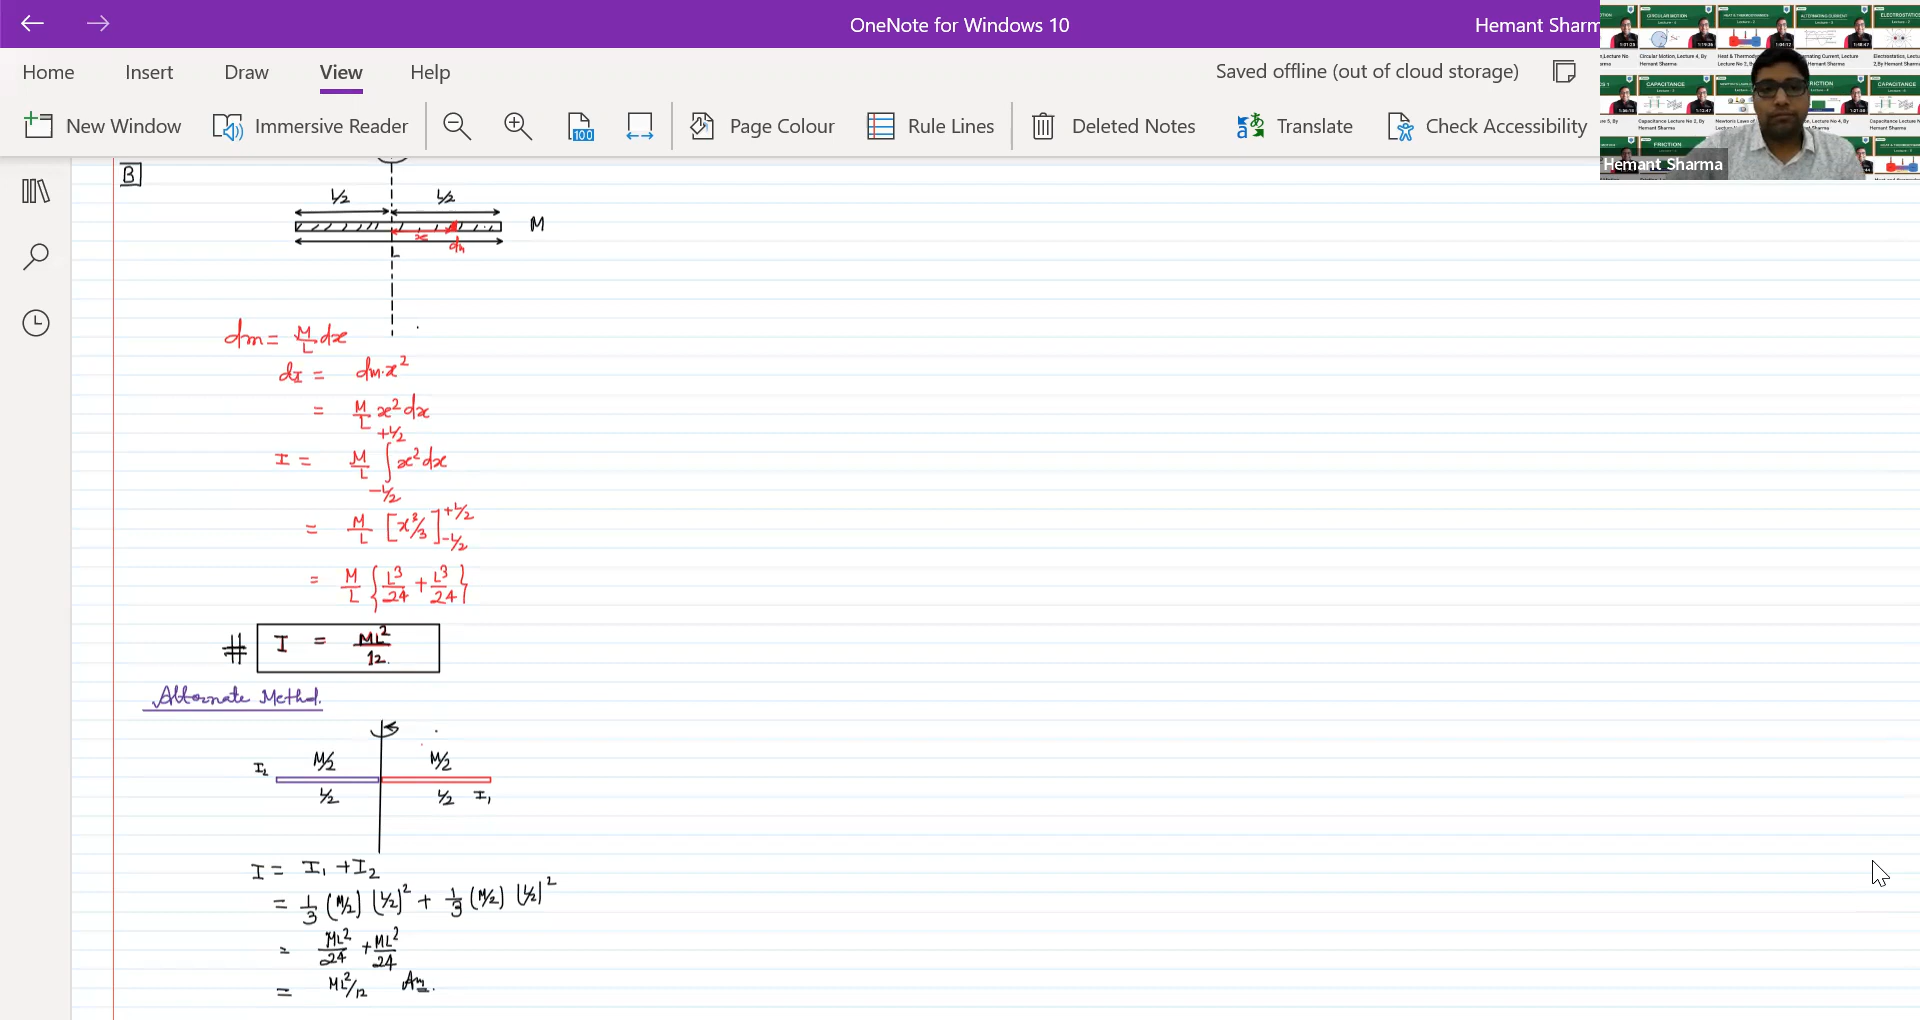 OneNote for Windows 10
Hemant Sharm
Home Insert Draw View Help
Saved offline (out of cloud storage)
New Window Immersive Reader 100 Page Colour Rule Lines Deleted Notes Translate Check Accessibility
Hemant Sharma
B
L/2 L/2
M
x dm
L
dm = M/L dx
dI = dm·x²
= M/L x² dx
I = M/L ∫_{-L/2}^{+L/2} x² dx
= M/L [x³/3]_{-L/2}^{+L/2}
= M/L {L³/24 + L³/24}
# I = ML²/12
Alternate Method.
M/2 M/2
I₂
L/2 L/2 I₁
I = I₁ + I₂
= 1/3 (M/2) (L/2)² + 1/3 (M/2) (L/2)²
= ML²/24 + ML²/24
= ML²/12 Ans.